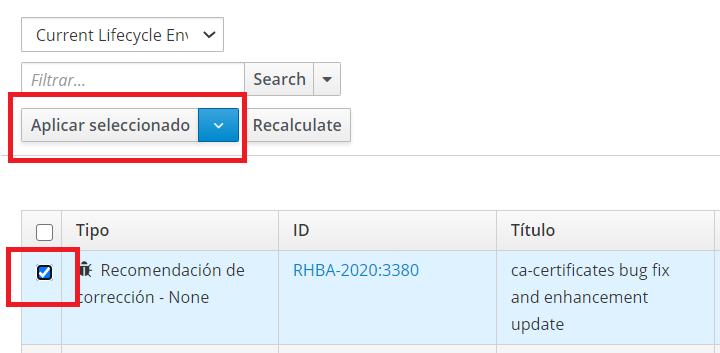 Current Lifecycle Env
Filtrar...
Search
Aplicar seleccionado
Recalculate
Tipo
ID
Título
Recomendación de
corrección - None
RHBA-2020:3380
ca-certificates bug fix
and enhancement
update